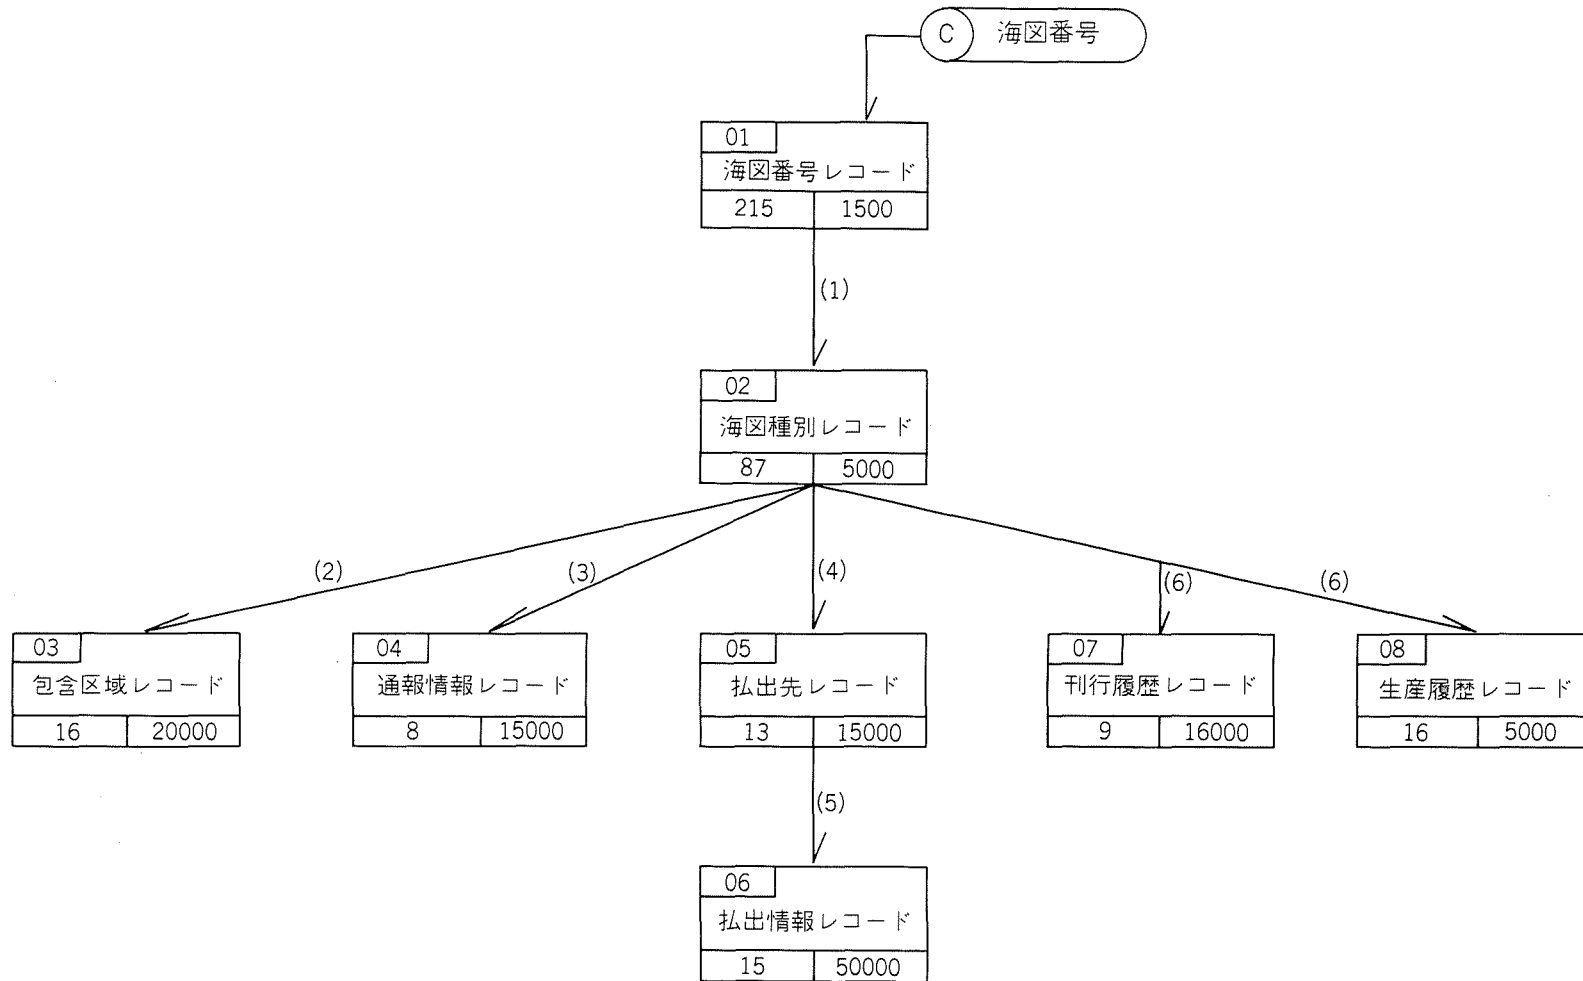 C 海図番号
01
海図番号レコード
215 1500
(1)
02
海図種別レコード
87 5000
(2) (3) (4) (6) (6)
03 04 05 07 08
包含区域レコード 通報情報レコード 払出先レコード 刊行履歴レコード 生産履歴レコード
16 20000 8 15000 13 15000 9 16000 16 5000
(5)
06
払出情報レコード
15 50000